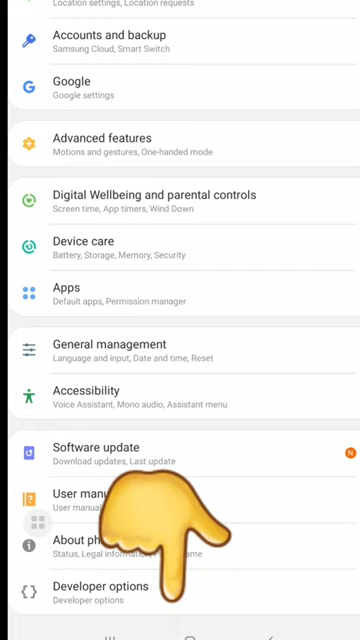 Location settings, Location requests
Accounts and backup
Samsung Cloud, Smart Switch
Google
Google settings
Advanced features
Motions and gestures, One-handed mode
Digital Wellbeing and parental controls
Screen time, App timers, Wind Down
Device care
Battery, Storage, Memory, Security
Apps
Default apps, Permission manager
General management
Language and input, Date and time, Reset
Accessibility
Voice Assistant, Mono audio, Assistant menu
Software update
Download updates, Last update
N
User manu
User manual
About ph
Status, Legal information
Developer options
Developer options